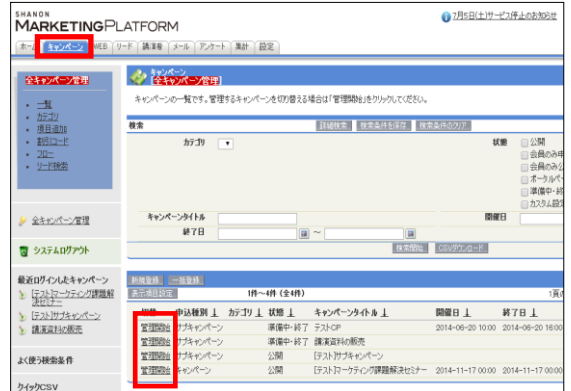 SHANON
MARKETINGPLATFORM
7月5日(土)サービス停止のお知らせ
ホーム キャンペーン WEB リード 講演者 メール アンケート 集計 設定
全キャンペーン管理
・ 一覧
・ カテゴリ
・ 項目追加
・ 割引コード
・ フロー
・ リード検索
全キャンペーン管理
システムログアウト
最近ログインしたキャンペーン
[テスト]マーケティング課題解決セミナー
[テスト]サブキャンペーン
講演資料の販売
よく使う検索条件
クイックCSV
キャンペーン
[全キャンペーン管理]
キャンペーンの一覧です。管理するキャンペーンを切り替える場合は「管理開始」をクリックしてください。
検索 詳細検索 検索条件を保存 検索条件のクリア
カテゴリ 状態 公開
会員のみ申
会員のみ公
ポータルペー
準備中・終
カスタム設定
キャンペーンタイトル 開催日
終了日 ～
検索開始 CSVダウンロード
新規登録 一括登録
表示項目設定 1件～4件 (全4件) 1頁の
切替 申込種別 カテゴリ 状態 キャンペーンタイトル 開催日 終了日
管理開始 サブキャンペーン 準備中・終了 テストCP 2014-06-20 10:00 2014-06-20 16:00
管理開始 サブキャンペーン 準備中・終了 講演資料の販売
管理開始 サブキャンペーン 公開 [テスト]サブキャンペーン
管理開始 キャンペーン 公開 [テスト]マーケティング課題解決セミナー 2014-11-17 00:00 2014-11-17 00:00